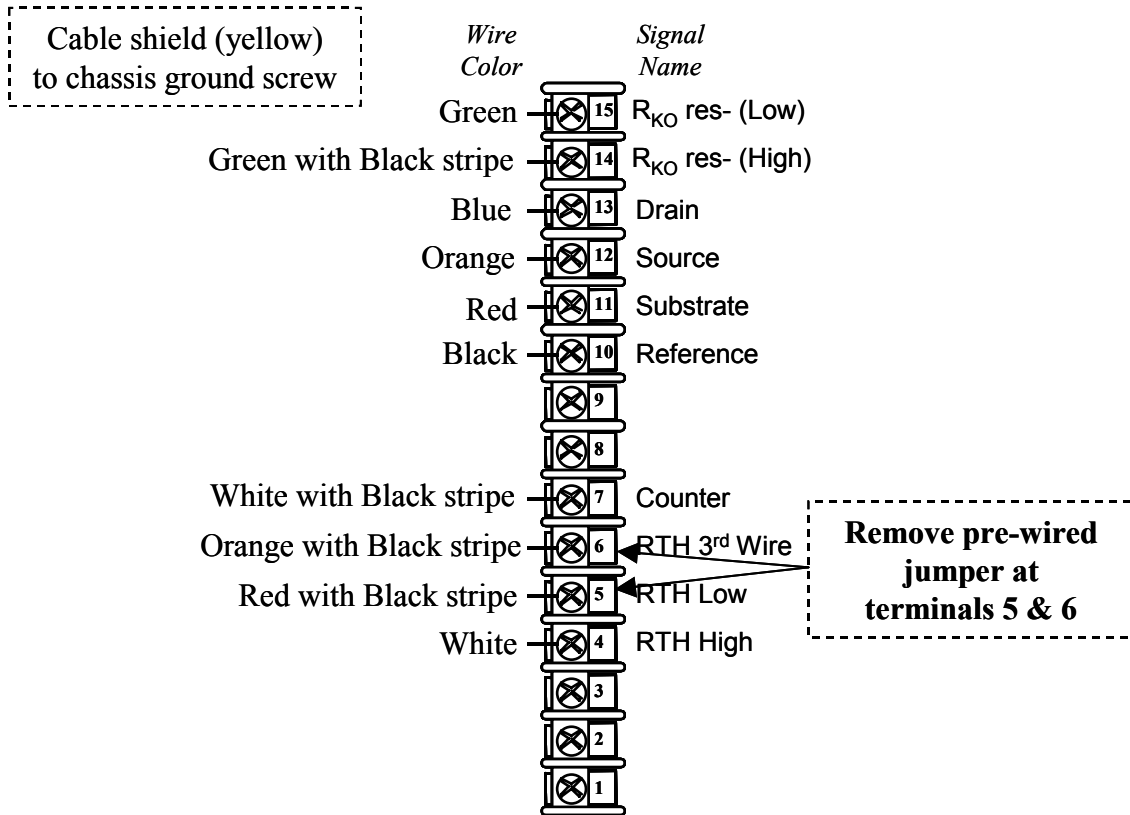 Cable shield (yellow)
to chassis ground screw
Wire
Color
Signal
Name
Green 15 RKO res- (Low)
Green with Black stripe 14 RKO res- (High)
Blue 13 Drain
Orange 12 Source
Red 11 Substrate
Black 10 Reference
9
8
White with Black stripe 7 Counter
Orange with Black stripe 6 RTH 3rd Wire
Red with Black stripe 5 RTH Low
White 4 RTH High
3
2
1
Remove pre-wired
jumper at
terminals 5 & 6